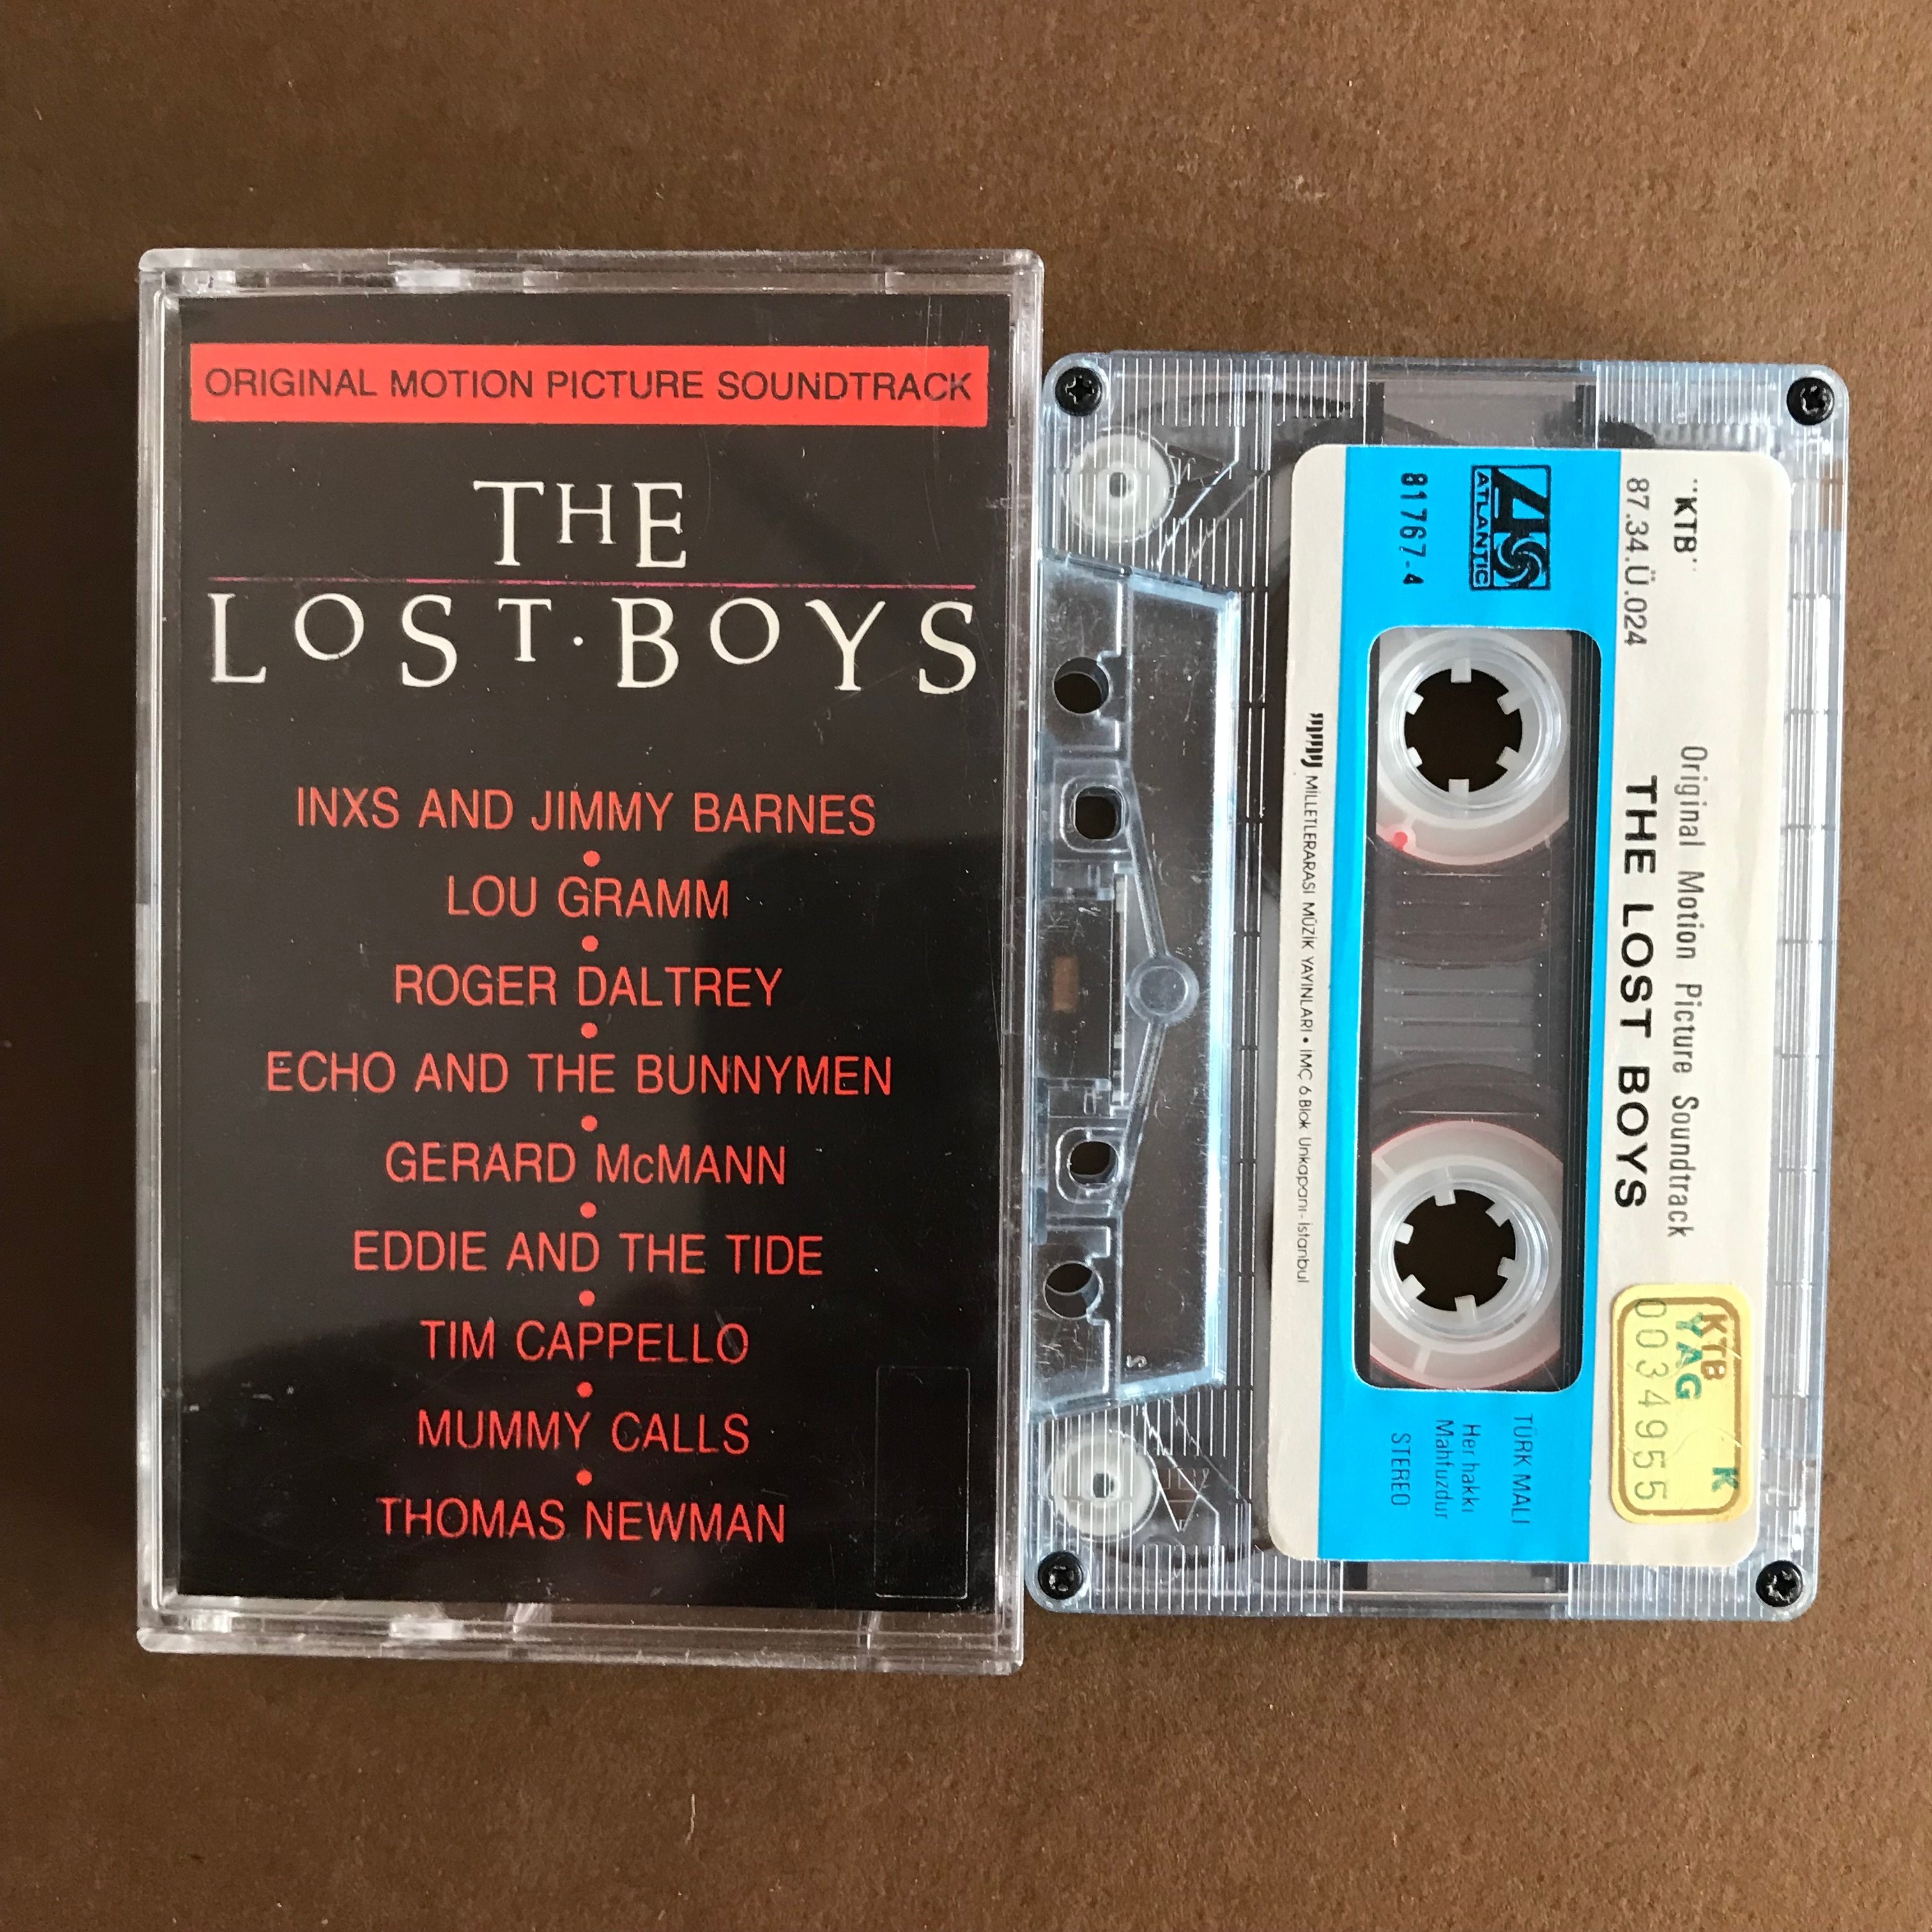 ORIGINAL MOTION PICTURE SOUNDTRACK
THE
LOST·BOYS
INXS AND JIMMY BARNES
•
LOU GRAMM
•
ROGER DALTREY
•
ECHO AND THE BUNNYMEN
•
GERARD McMANN
•
EDDIE AND THE TIDE
•
TIM CAPPELLO
•
MUMMY CALLS
•
THOMAS NEWMAN
"KTB"
87.34.Ü.024
Original Motion Picture Soundtrack
THE LOST BOYS
KTB
YAG K
0034955
ATLANTIC
81767-4
TÜRK MALI
Her hakkı
Mahfuzdur
STEREO
MİLLETLERARASI MÜZİK YAYINLARI • İMÇ 6 Blok Unkapanı - İstanbul
S